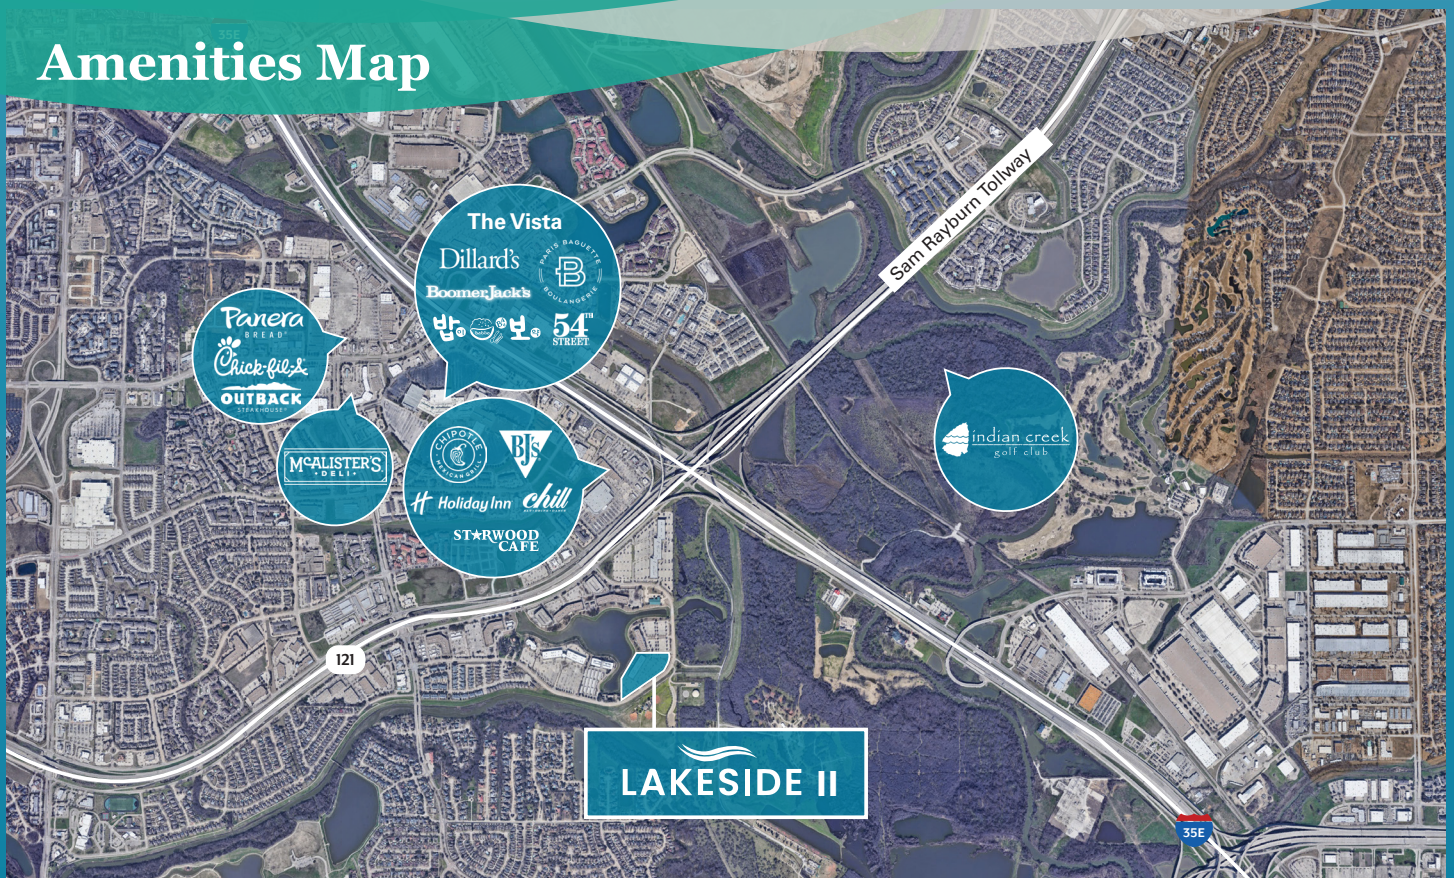 35E
Amenities Map
Sam Rayburn Tollway
The Vista
Dillard's
PARIS BAGUETTE
B
BOULANGERIE
BoomerJack's
밥 보
54TH
STREET
Panera
BREAD
Chick-fil-A
OUTBACK
STEAKHOUSE
McALISTER'S
DELI
CHIPOTLE
MEXICAN GRILL
BJ's
H Holiday Inn
chill
STARWOOD
CAFE
indian creek
golf club
121
LAKESIDE II
35E